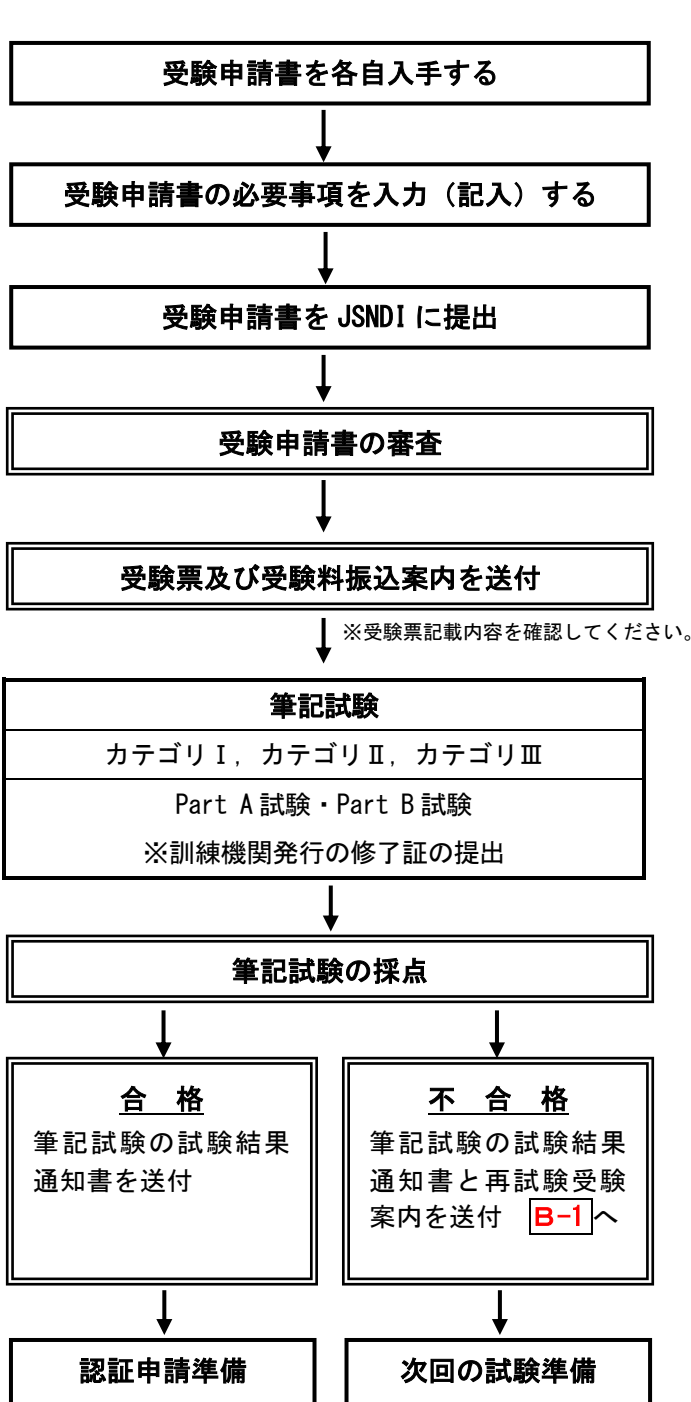 受験申請書を各自入手する
受験申請書の必要事項を入力（記入）する
受験申請書を JSNDI に提出
受験申請書の審査
受験票及び受験料振込案内を送付
※受験票記載内容を確認してください。
筆記試験
カテゴリⅠ，カテゴリⅡ，カテゴリⅢ
Part A 試験・Part B 試験
※訓練機関発行の修了証の提出
筆記試験の採点
合　格
筆記試験の試験結果
通知書を送付
不　合　格
筆記試験の試験結果
通知書と再試験受験
案内を送付　B-1へ
認証申請準備
次回の試験準備